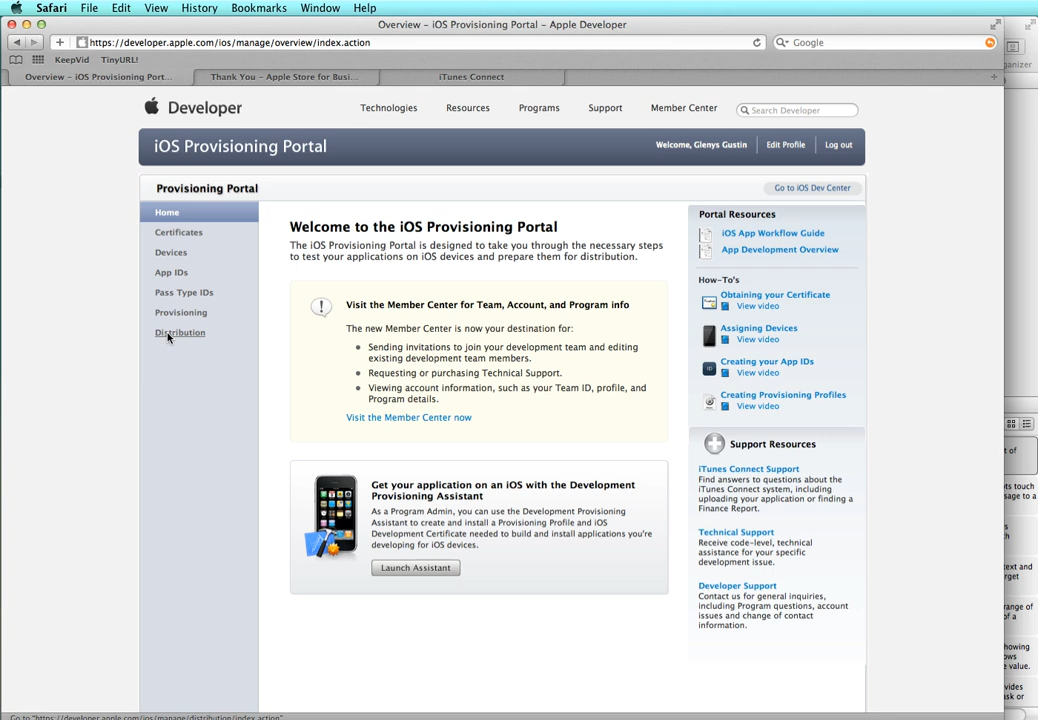 Safari File Edit View History Bookmarks Window Help
Overview – iOS Provisioning Portal – Apple Developer
https://developer.apple.com/ios/manage/overview/index.action
Google
KeepVid TinyURL!
Overview – iOS Provisioning Port...
Thank You – Apple Store for Busi...
iTunes Connect
Developer
Technologies Resources Programs Support Member Center
Search Developer
iOS Provisioning Portal
Welcome, Glenys Gustin Edit Profile Log out
Provisioning Portal
Go to iOS Dev Center
Home
Certificates
Devices
App IDs
Pass Type IDs
Provisioning
Distribution
Welcome to the iOS Provisioning Portal
The iOS Provisioning Portal is designed to take you through the necessary steps
to test your applications on iOS devices and prepare them for distribution.
Visit the Member Center for Team, Account, and Program info
The new Member Center is now your destination for:
Sending invitations to join your development team and editing
existing development team members.
Requesting or purchasing Technical Support.
Viewing account information, such as your Team ID, profile, and
Program details.
Visit the Member Center now
Get your application on an iOS with the Development
Provisioning Assistant
As a Program Admin, you can use the Development Provisioning
Assistant to create and install a Provisioning Profile and iOS
Development Certificate needed to build and install applications you're
developing for iOS devices.
Launch Assistant
Portal Resources
iOS App Workflow Guide
App Development Overview
How-To's
Obtaining your Certificate
View video
Assigning Devices
View video
Creating your App IDs
View video
Creating Provisioning Profiles
View video
Support Resources
iTunes Connect Support
Find answers to questions about the
iTunes Connect system, including
uploading your application or finding a
Finance Report.
Technical Support
Receive code-level, technical
assistance for your specific
development issue.
Developer Support
Contact us for general inquiries,
including Program questions, account
issues and change of contact
information.
Go to "https://developer.apple.com/ios/manage/distribution/index.action"